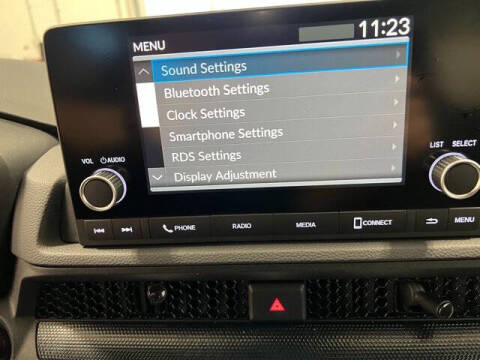 MENU 11:23
Sound Settings
Bluetooth Settings
Clock Settings
Smartphone Settings
RDS Settings
Display Adjustment
VOL AUDIO
LIST SELECT
PHONE RADIO MEDIA CONNECT MENU